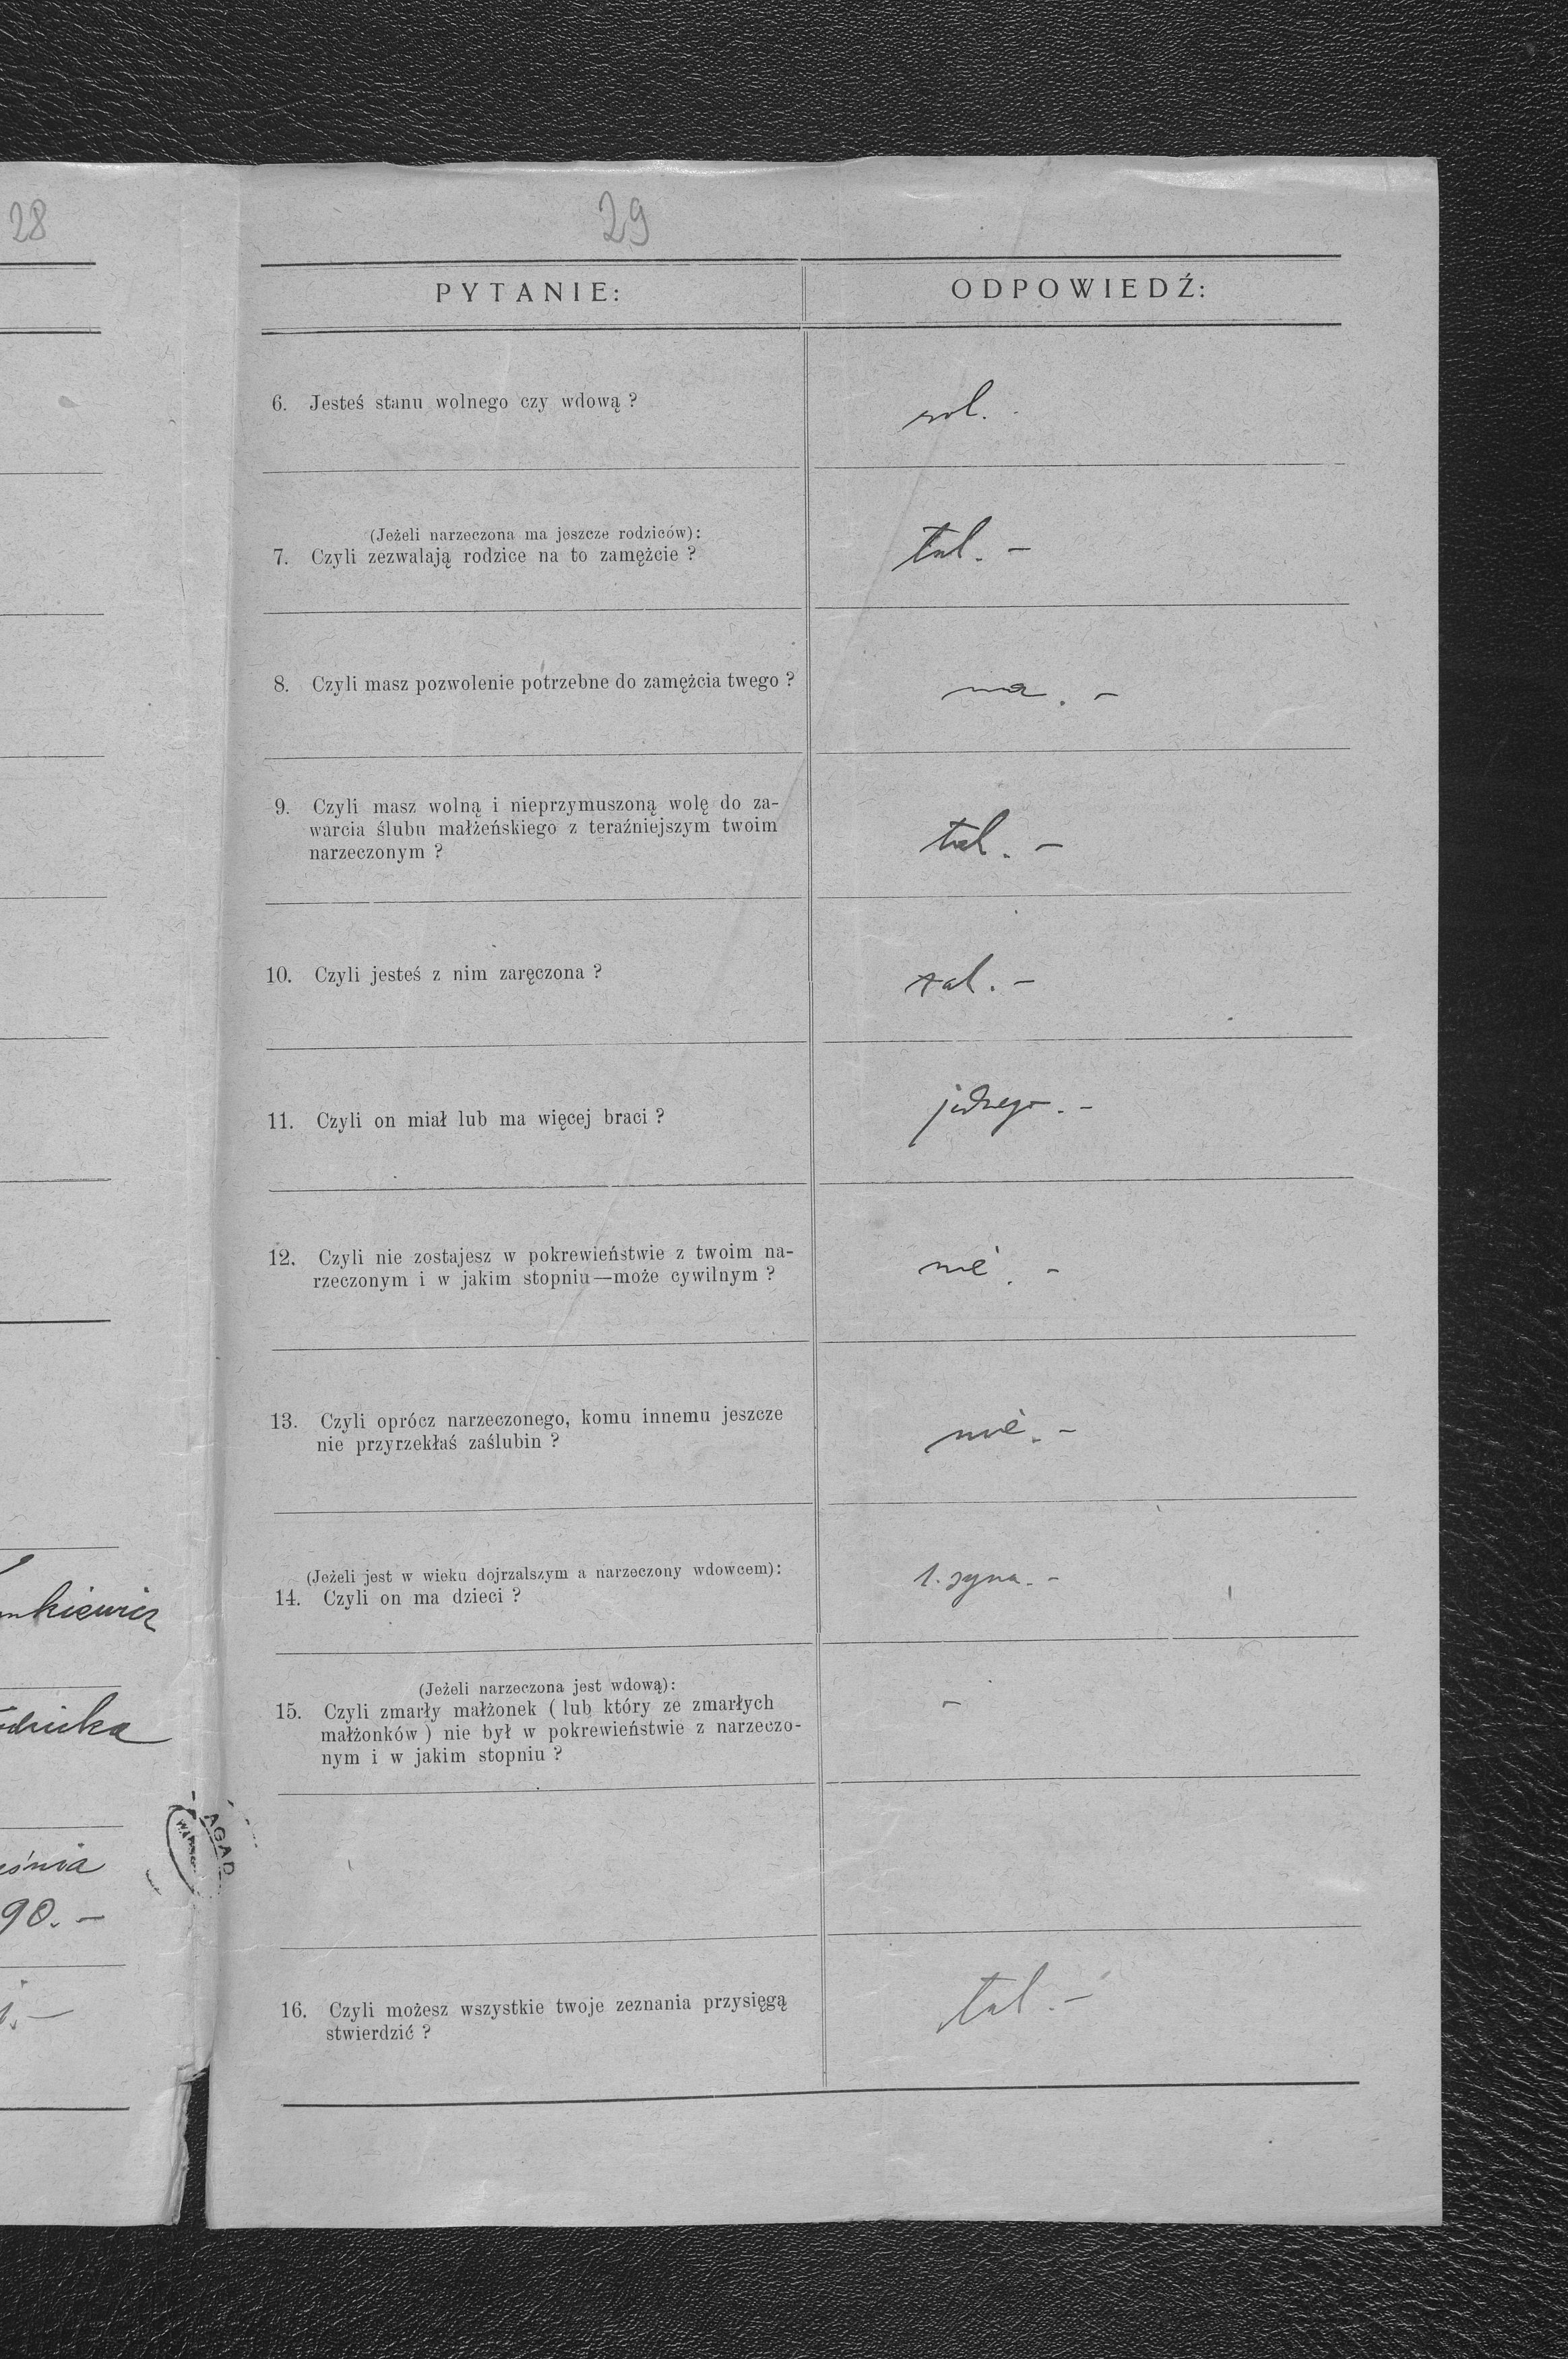 28
29
PYTANIE:
ODPOWIEDŹ:
6. Jesteś stanu wolnego czy wdową ?
wol.
(Jeżeli narzeczona ma jeszcze rodziców):
7. Czyli zezwalają rodzice na to zamężcie ?
tak. –
8. Czyli masz pozwolenie potrzebne do zamężcia twego ?
ma. –
9. Czyli masz wolną i nieprzymuszoną wolę do za-
warcia ślubu małżeńskiego z teraźniejszym twoim
narzeczonym ?
tak. –
10. Czyli jesteś z nim zaręczona ?
tak. –
11. Czyli on miał lub ma więcej braci ?
jednego. –
12. Czyli nie zostajesz w pokrewieństwie z twoim na-
rzeczonym i w jakim stopniu—może cywilnym ?
nie. –
13. Czyli oprócz narzeczonego, komu innemu jeszcze
nie przyrzekłaś zaślubin ?
nie. –
(Jeżeli jest w wieku dojrzalszym a narzeczony wdowcem):
14. Czyli on ma dzieci ?
1. syna. –
(Jeżeli narzeczona jest wdową):
15. Czyli zmarły małżonek ( lub który ze zmarłych
małżonków ) nie był w pokrewieństwie z narzeczo-
nym i w jakim stopniu ?
–
16. Czyli możesz wszystkie twoje zeznania przysięgą
stwierdzić ?
tak. –
nkiewicz
eśnia
90. –
AGAD